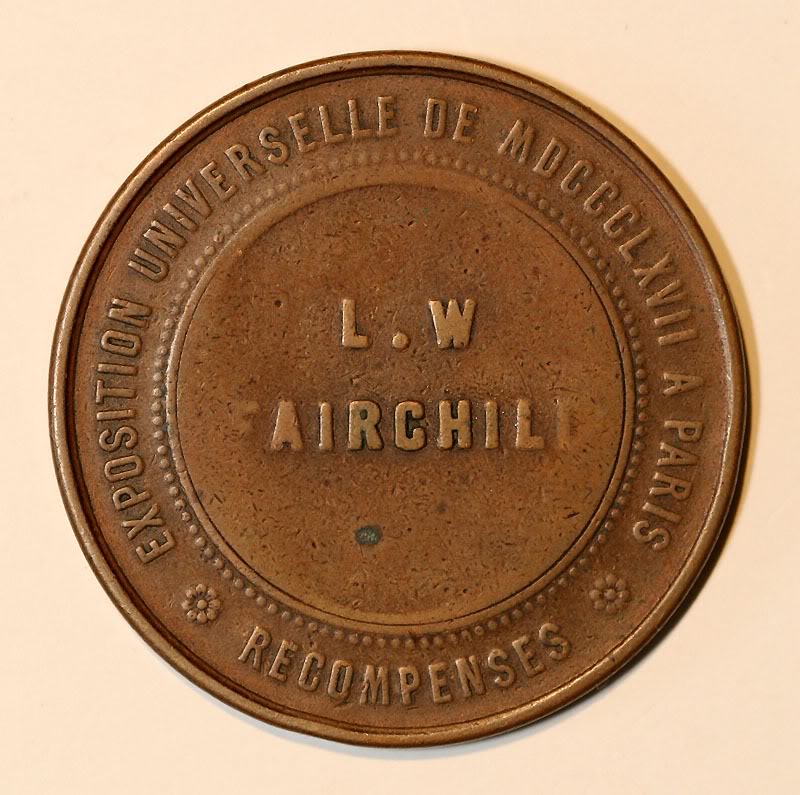 EXPOSITION UNIVERSELLE DE MDCCCLXVII A PARIS
L.W
FAIRCHILD
RECOMPENSES